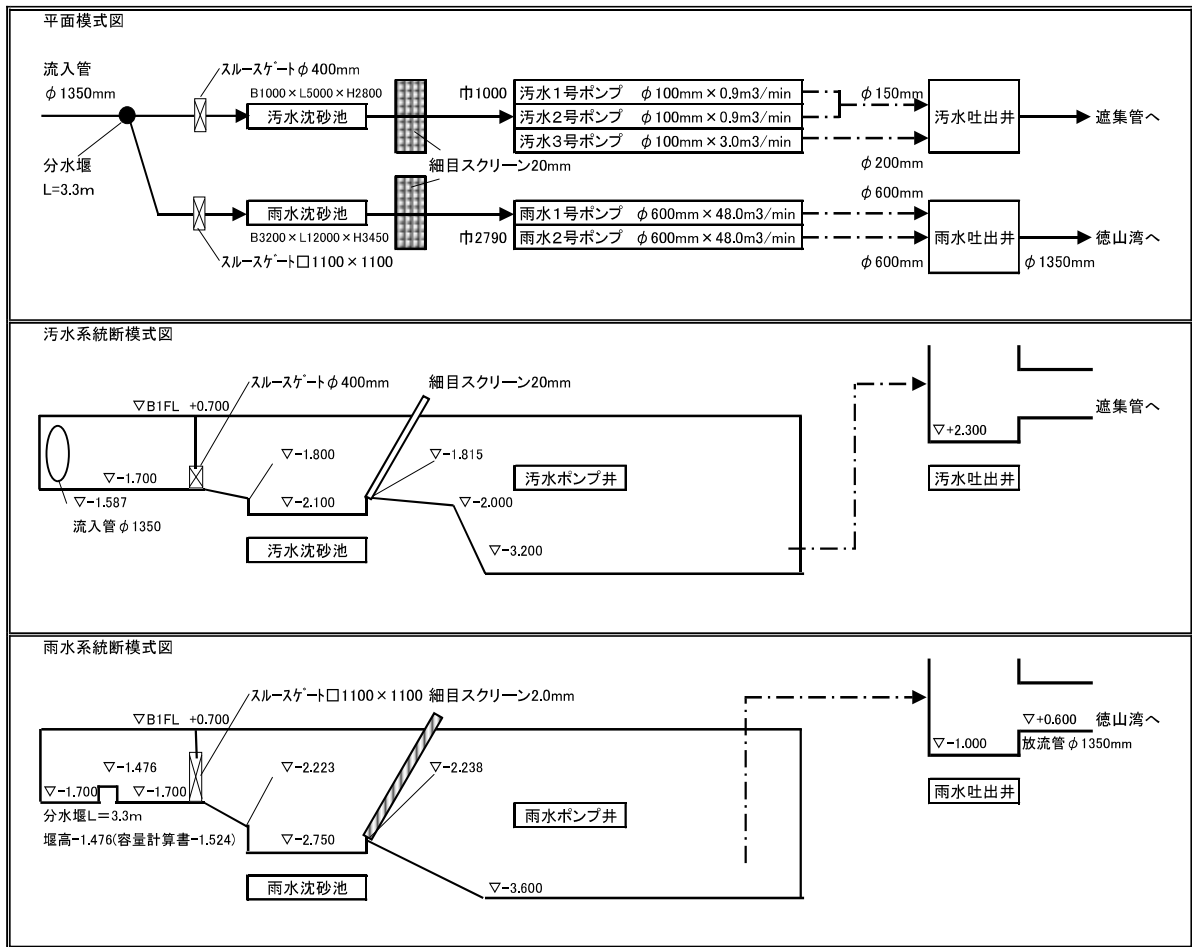 平面模式図
流入管
φ1350mm
スルースゲートφ400mm
B1000×L5000×H2800
汚水沈砂池
巾1000
汚水1号ポンプ φ100mm×0.9m3/min
汚水2号ポンプ φ100mm×0.9m3/min
汚水3号ポンプ φ100mm×3.0m3/min
φ150mm
汚水吐出井
遮集管へ
φ200mm
分水堰
L=3.3m
細目スクリーン20mm
φ600mm
雨水沈砂池
B3200×L12000×H3450
巾2790
雨水1号ポンプ φ600mm×48.0m3/min
雨水2号ポンプ φ600mm×48.0m3/min
雨水吐出井
徳山湾へ
φ600mm
φ1350mm
スルースゲート□1100×1100
汚水系統断模式図
スルースゲートφ400mm
細目スクリーン20mm
▽B1FL +0.700
遮集管へ
▽+2.300
▽-1.800
▽-1.815
▽-1.700
汚水ポンプ井
汚水吐出井
▽-1.587
▽-2.100
▽-2.000
流入管φ1350
汚水沈砂池
▽-3.200
雨水系統断模式図
スルースゲート□1100×1100
細目スクリーン2.0mm
▽B1FL +0.700
▽+0.600
徳山湾へ
▽-1.000
放流管φ1350mm
▽-1.476
▽-2.223
▽-2.238
▽-1.700
▽-1.700
雨水吐出井
分水堰L=3.3m
雨水ポンプ井
堰高-1.476(容量計算書-1.524)
▽-2.750
雨水沈砂池
▽-3.600